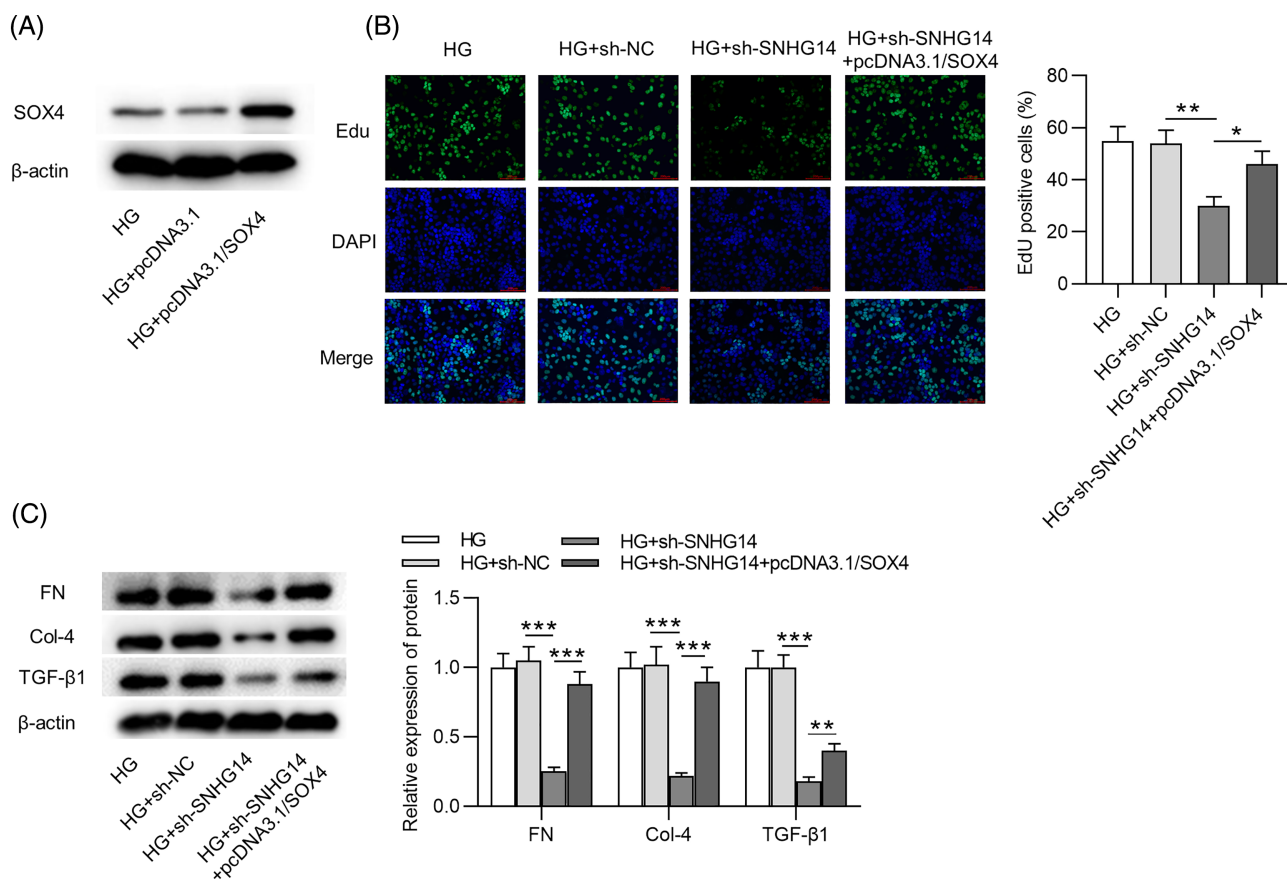 (A)
SOX4
β-actin
HG
HG+pcDNA3.1
HG+pcDNA3.1/SOX4
(B)
HG
HG+sh-NC
HG+sh-SNHG14
HG+sh-SNHG14
+pcDNA3.1/SOX4
Edu
DAPI
Merge
EdU positive cells (%)
80
60
40
20
0
**
*
HG
HG+sh-NC
HG+sh-SNHG14
HG+sh-SNHG14+pcDNA3.1/SOX4
(C)
FN
Col-4
TGF-β1
β-actin
HG
HG+sh-NC
HG+sh-SNHG14
HG+sh-SNHG14
+pcDNA3.1/SOX4
HG
HG+sh-NC
HG+sh-SNHG14
HG+sh-SNHG14+pcDNA3.1/SOX4
Relative expression of protein
1.5
1.0
0.5
0.0
***
***
***
***
***
**
FN
Col-4
TGF-β1